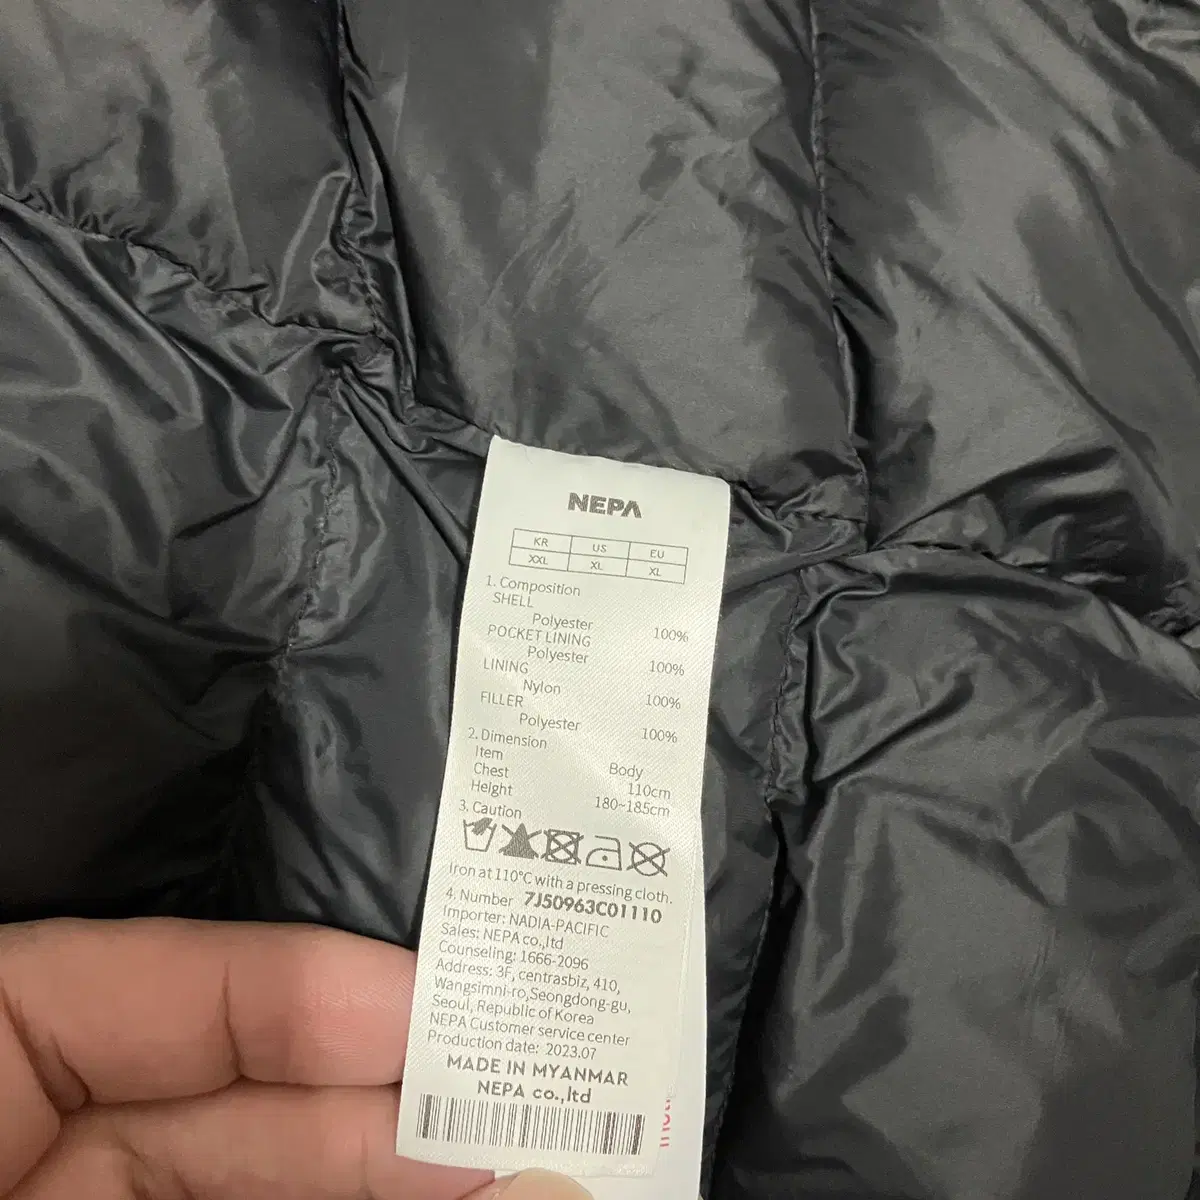 NEPA
KR US EU
XXL XL XL
1. Composition
SHELL
Polyester 100%
POCKET LINING
Polyester 100%
LINING
Nylon 100%
FILLER
Polyester 100%
2. Dimension
Item Body
Chest 110cm
Height 180~185cm
3. Caution
Iron at 110°C with a pressing cloth.
4. Number 7J50963C01110
Importer: NADIA-PACIFIC
Sales: NEPA co.,ltd
Counseling: 1666-2096
Address: 3F, centrasbiz, 410,
Wangsimni-ro,Seongdong-gu,
Seoul, Republic of Korea
NEPA Customer service center
Production date: 2023.07
MADE IN MYANMAR
NEPA co.,ltd